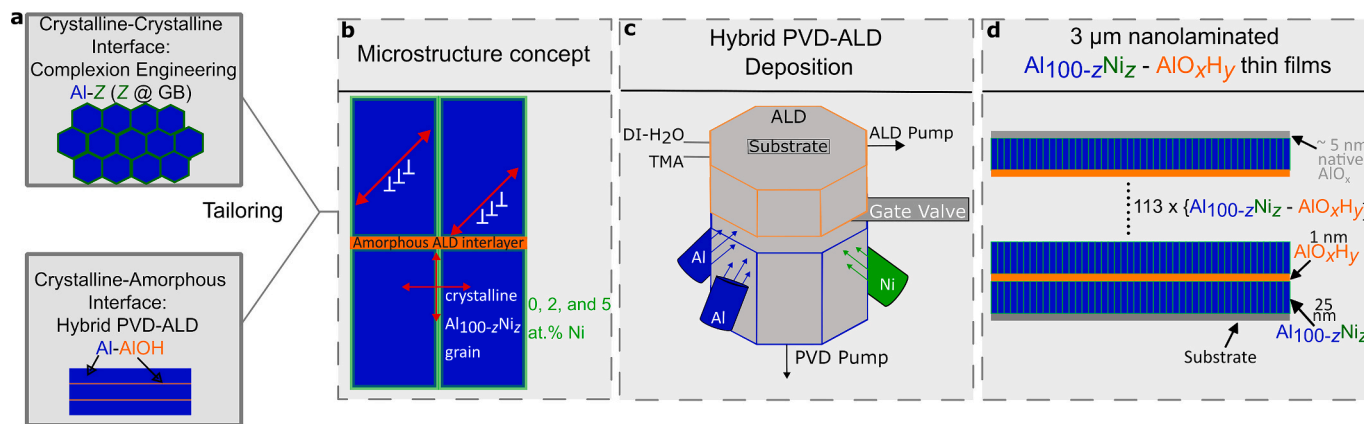 a
Crystalline-Crystalline
Interface:
Complexion Engineering
Al-Z (Z @ GB)
Tailoring
Crystalline-Amorphous
Interface:
Hybrid PVD-ALD
Al-AlOH
b
Microstructure concept
Amorphous ALD interlayer
crystalline
Al100-zNiz
grain
0, 2, and 5
at.% Ni
c
Hybrid PVD-ALD
Deposition
ALD
DI-H2O
TMA
Substrate
ALD Pump
Gate Valve
Al
Al
Ni
PVD Pump
d
3 µm nanolaminated
Al100-zNiz - AlOxHy thin films
~ 5 nm
native
AlOx
113 x {Al100-zNiz - AlOxHy}
1 nm
AlOxHy
25
nm
Al100-zNiz
Substrate